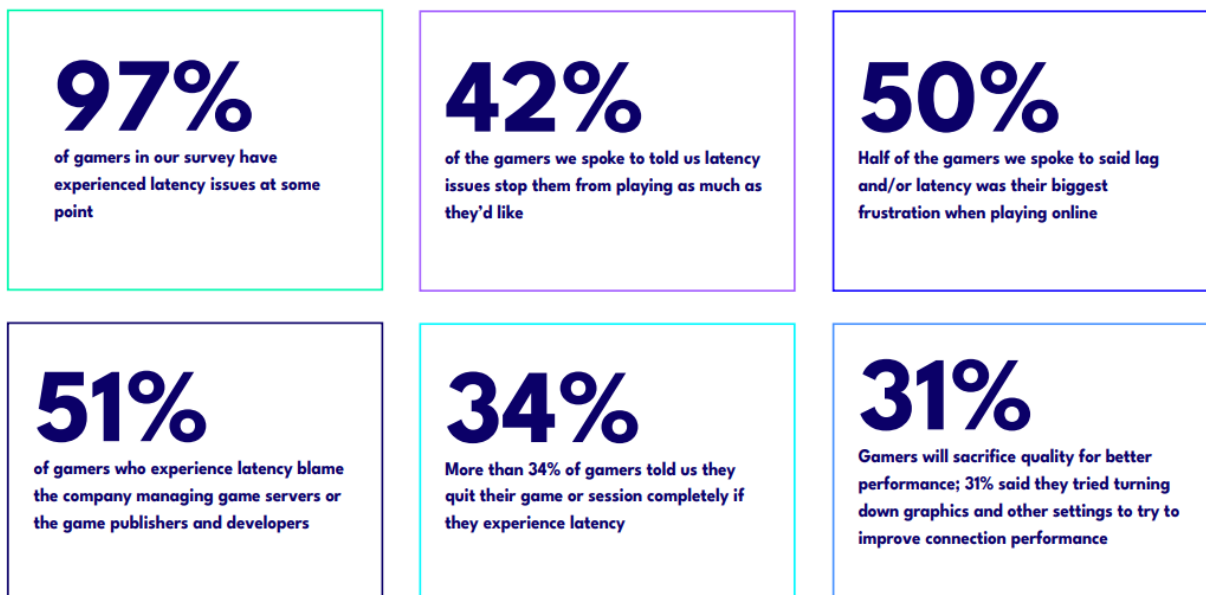 97%
of gamers in our survey have
experienced latency issues at some
point
42%
of the gamers we spoke to told us latency
issues stop them from playing as much as
they’d like
50%
Half of the gamers we spoke to said lag
and/or latency was their biggest
frustration when playing online
51%
of gamers who experience latency blame
the company managing game servers or
the game publishers and developers
34%
More than 34% of gamers told us they
quit their game or session completely if
they experience latency
31%
Gamers will sacrifice quality for better
performance; 31% said they tried turning
down graphics and other settings to try to
improve connection performance